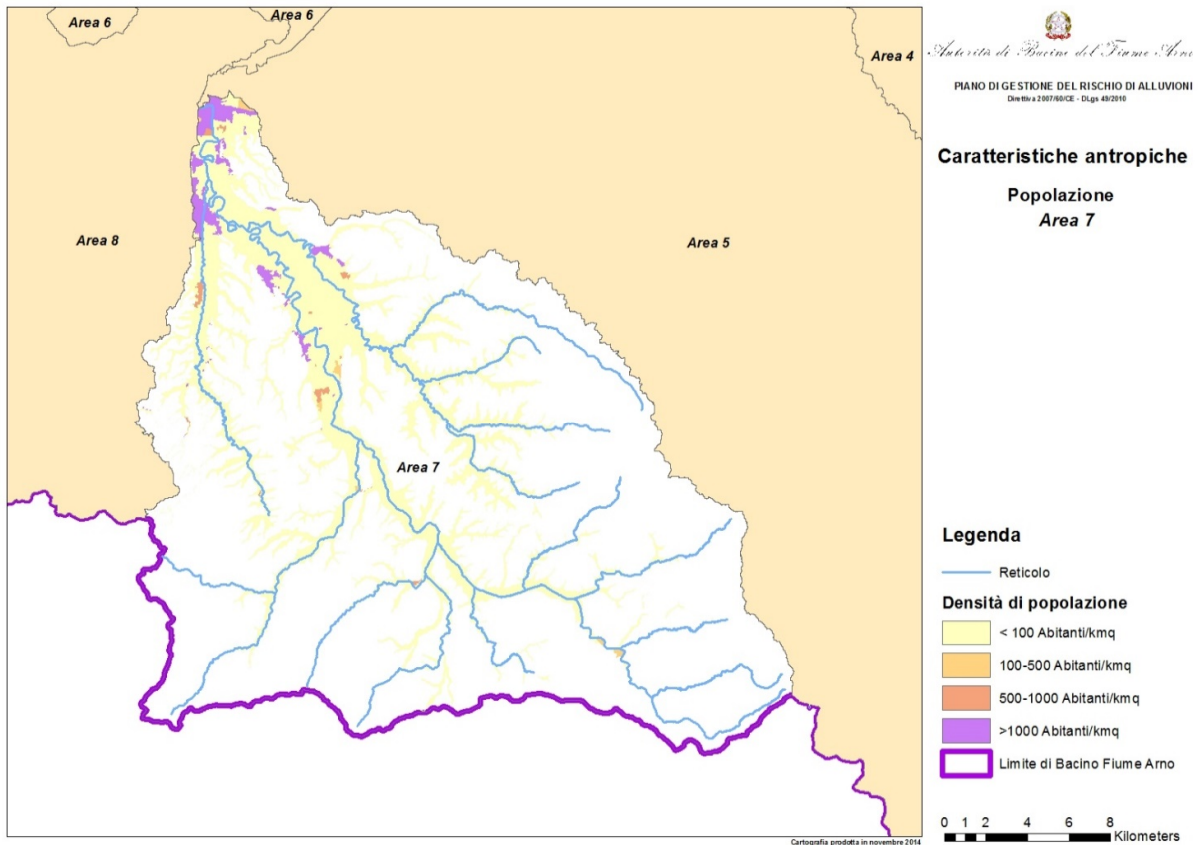 Area 6
Area 6
Area 4
Area 8
Area 5
Area 7
Autorità di Bacino del Fiume Arno
PIANO DI GESTIONE DEL RISCHIO DI ALLUVIONI
Direttiva 2007/60/CE - DLgs 49/2010
Caratteristiche antropiche
Popolazione
Area 7
Legenda
Reticolo
Densità di popolazione
< 100 Abitanti/kmq
100-500 Abitanti/kmq
500-1000 Abitanti/kmq
>1000 Abitanti/kmq
Limite di Bacino Fiume Arno
0 1 2 4 6 8
Kilometers
Cartografia prodotta in novembre 2014